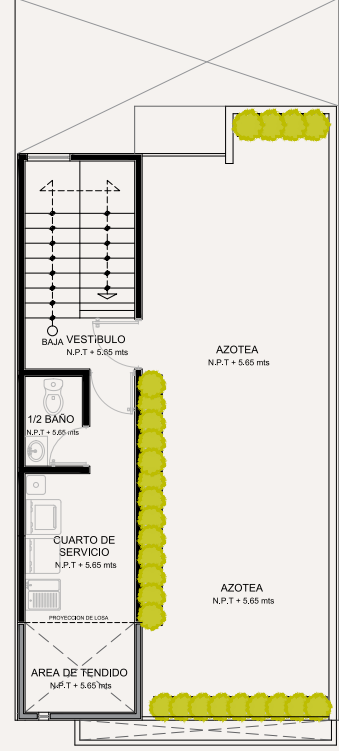 BAJA
VESTIBULO
N.P.T + 5.65 mts
AZOTEA
N.P.T + 5.65 mts
1/2 BAÑO
N.P.T + 5.65 mts
CUARTO DE
SERVICIO
N.P.T + 5.65 mts
AZOTEA
N.P.T + 5.65 mts
PROYECCION DE LOSA
AREA DE TENDIDO
N.P.T + 5.65 mts